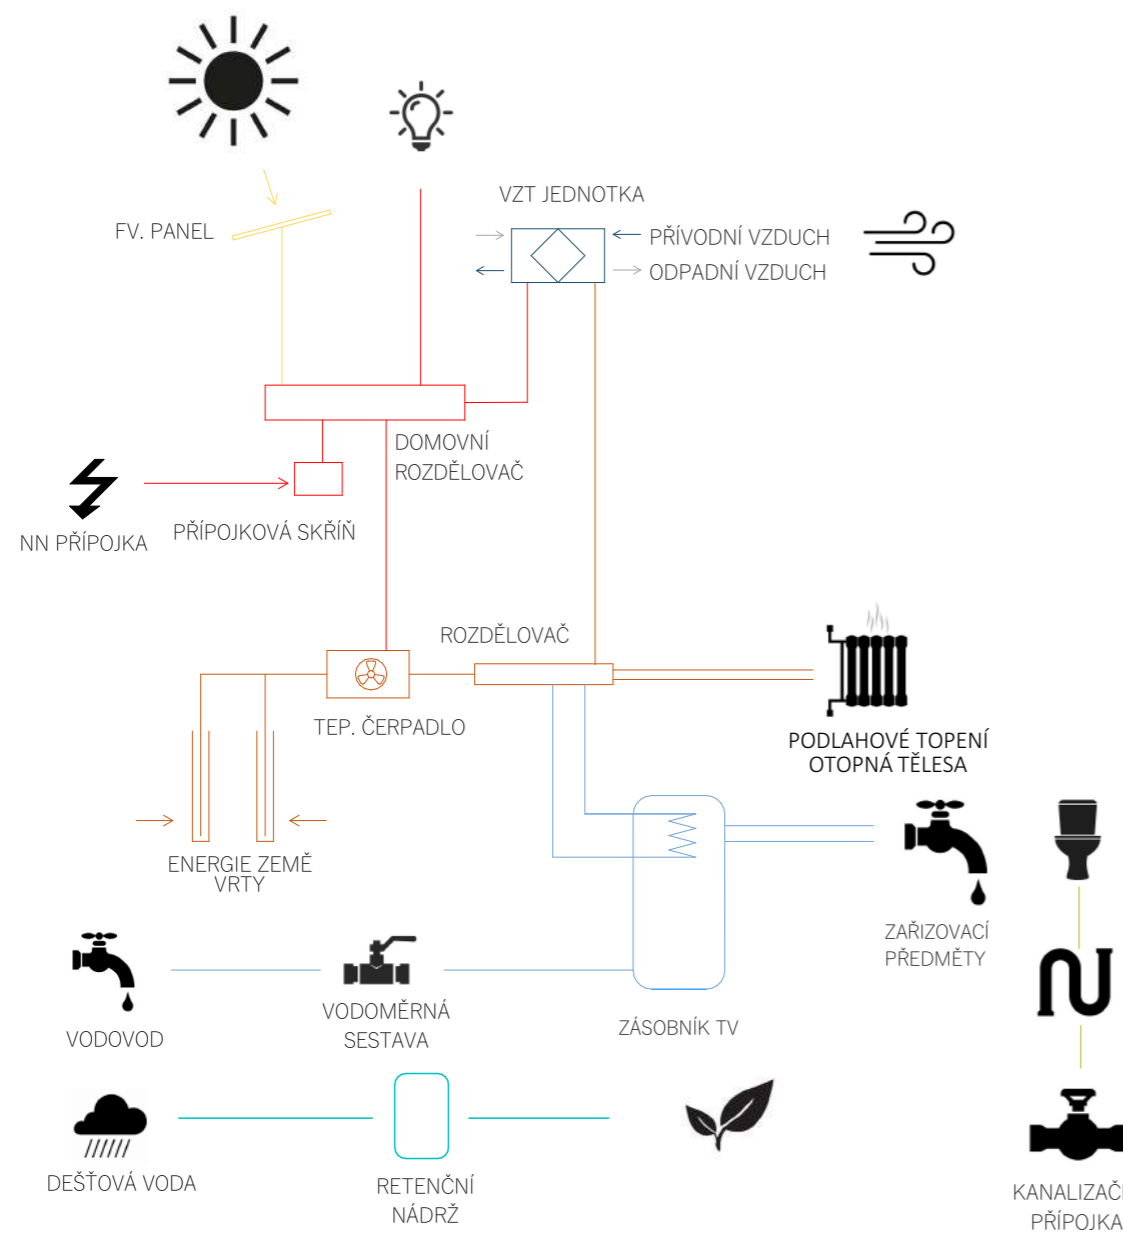 VZT JEDNOTKA
FV. PANEL
PŘÍVODNÍ VZDUCH
ODPADNÍ VZDUCH
DOMOVNÍ
ROZDĚLOVAČ
NN PŘÍPOJKA
PŘÍPOJKOVÁ SKŘÍŇ
ROZDĚLOVAČ
TEP. ČERPADLO
PODLAHOVÉ TOPENÍ
OTOPNÁ TĚLESA
ENERGIE ZEMĚ
VRTY
ZAŘIZOVACÍ
PŘEDMĚTY
VODOVOD
VODOMĚRNÁ
SESTAVA
ZÁSOBNÍK TV
DEŠŤOVÁ VODA
RETENČNÍ
NÁDRŽ
KANALIZAČ
PŘÍPOJKA